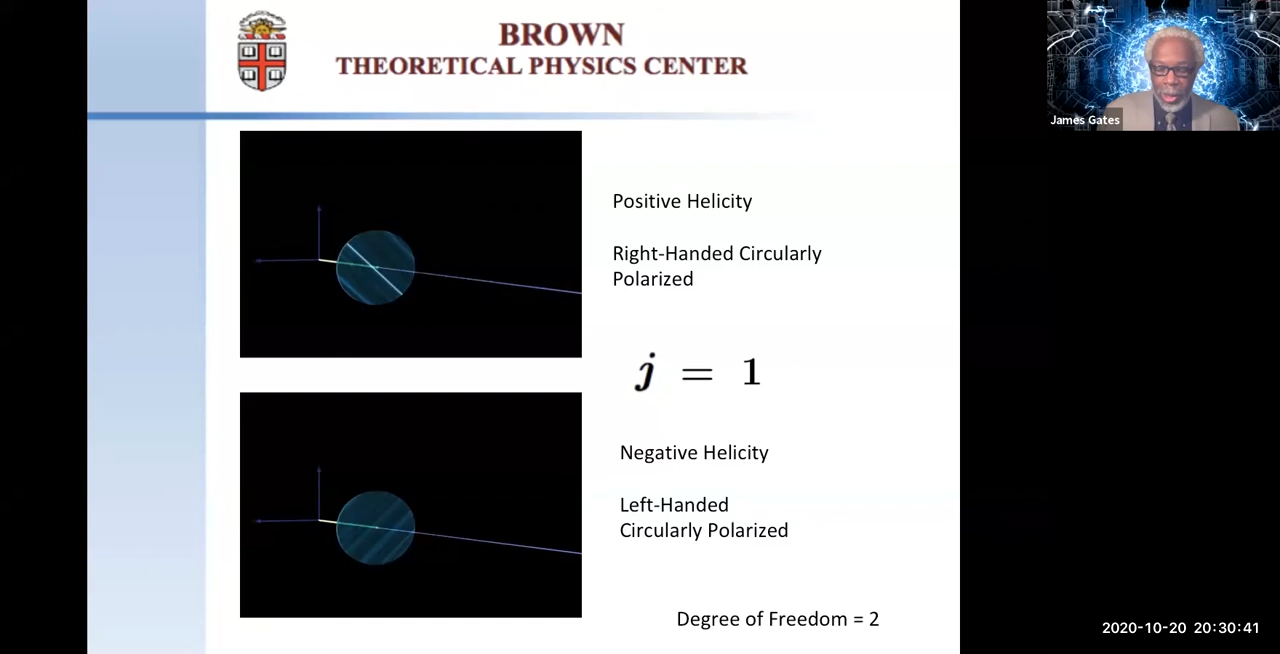 BROWN
THEORETICAL PHYSICS CENTER
James Gates
Positive Helicity
Right-Handed Circularly
Polarized
j = 1
Negative Helicity
Left-Handed
Circularly Polarized
Degree of Freedom = 2
2020-10-20 20:30:41